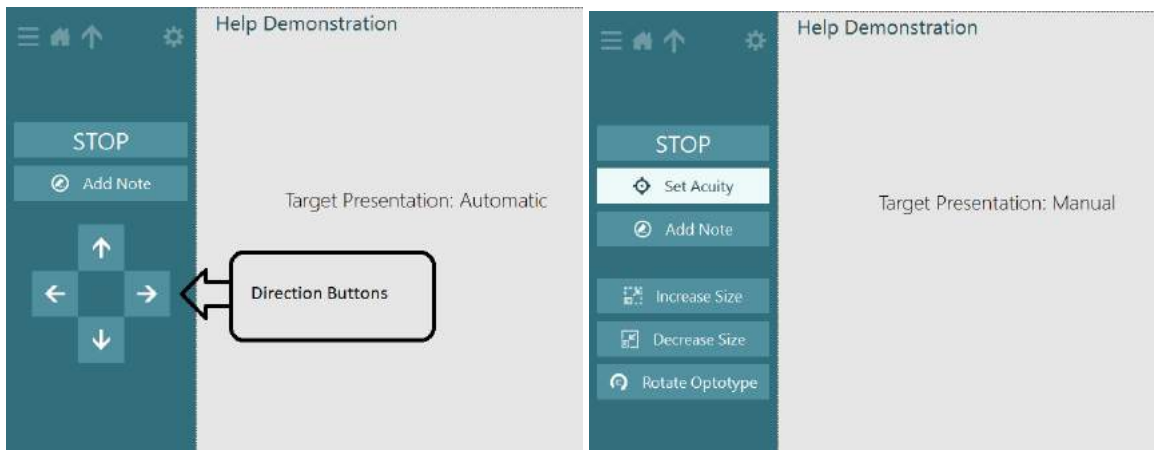 Help Demonstration
STOP
Add Note
Target Presentation: Automatic
Direction Buttons
Help Demonstration
STOP
Set Acuity
Target Presentation: Manual
Add Note
Increase Size
Decrease Size
Rotate Optotype